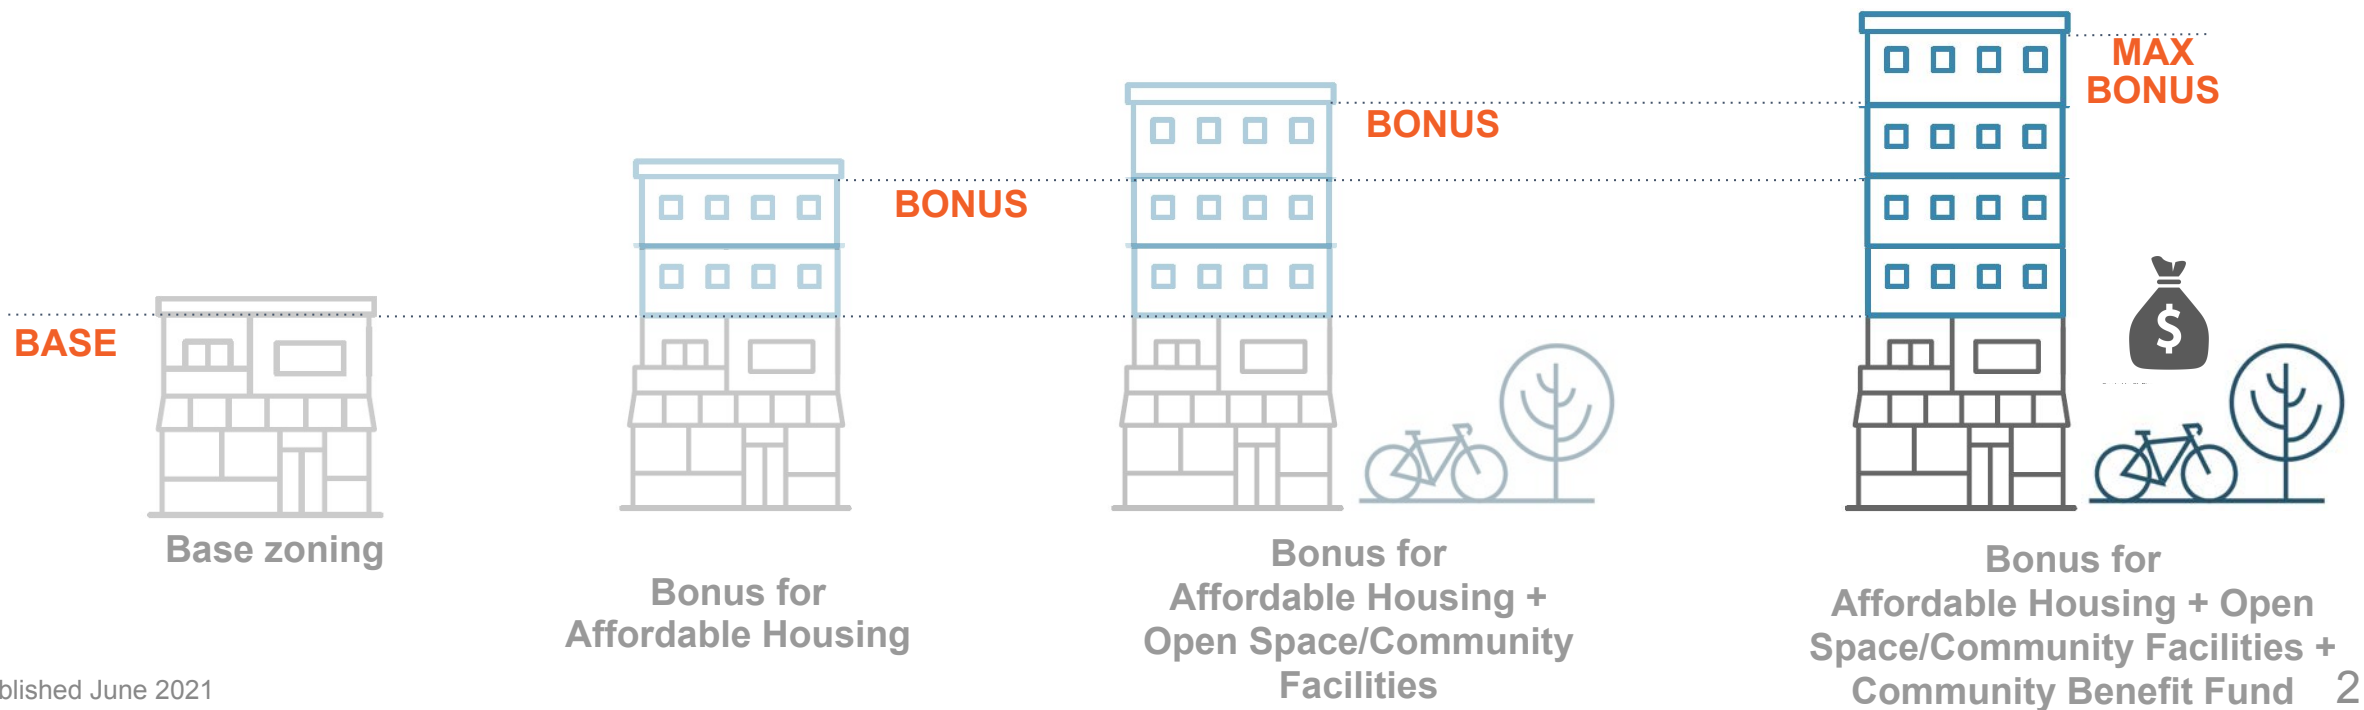 MAX
BONUS
BONUS
BONUS
BASE
$
Base zoning
Bonus for
Affordable Housing
Bonus for
Affordable Housing +
Open Space/Community
Facilities
Bonus for
Affordable Housing + Open
Space/Community Facilities +
Community Benefit Fund
blished June 2021
2